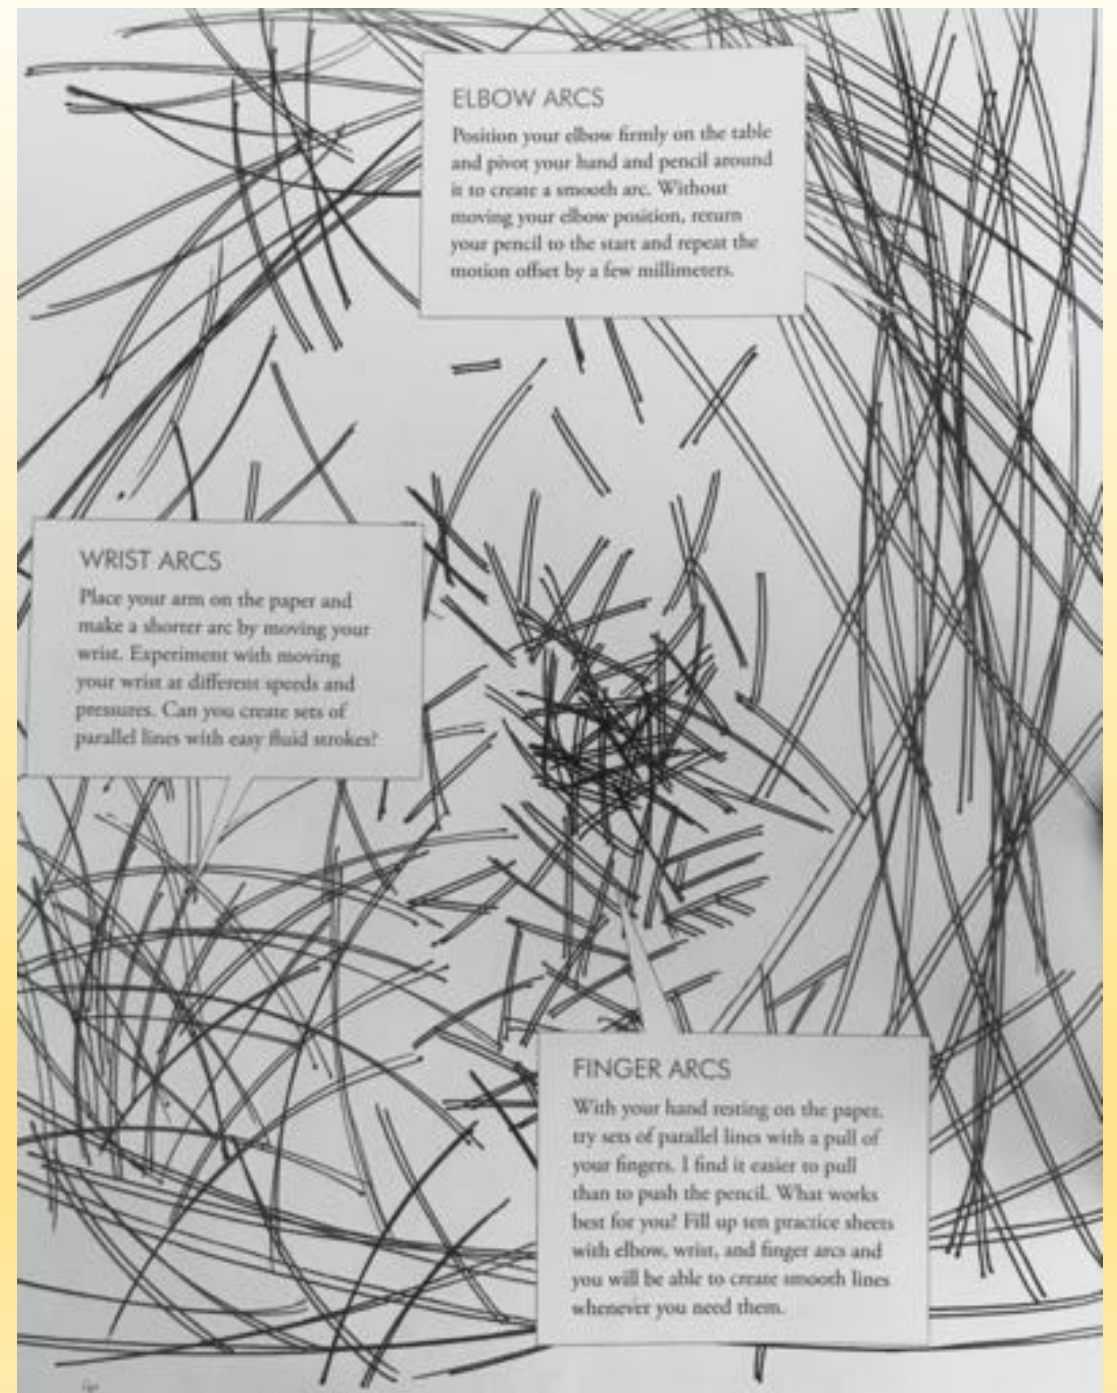 ELBOW ARCS
Position your elbow firmly on the table
and pivot your hand and pencil around
it to create a smooth arc. Without
moving your elbow position, return
your pencil to the start and repeat the
motion offset by a few millimeters.
WRIST ARCS
Place your arm on the paper and
make a shorter arc by moving your
wrist. Experiment with moving
your wrist at different speeds and
pressures. Can you create sets of
parallel lines with easy fluid strokes?
FINGER ARCS
With your hand resting on the paper,
try sets of parallel lines with a pull of
your fingers. I find it easier to pull
than to push the pencil. What works
best for you? Fill up ten practice sheets
with elbow, wrist, and finger arcs and
you will be able to create smooth lines
whenever you need them.